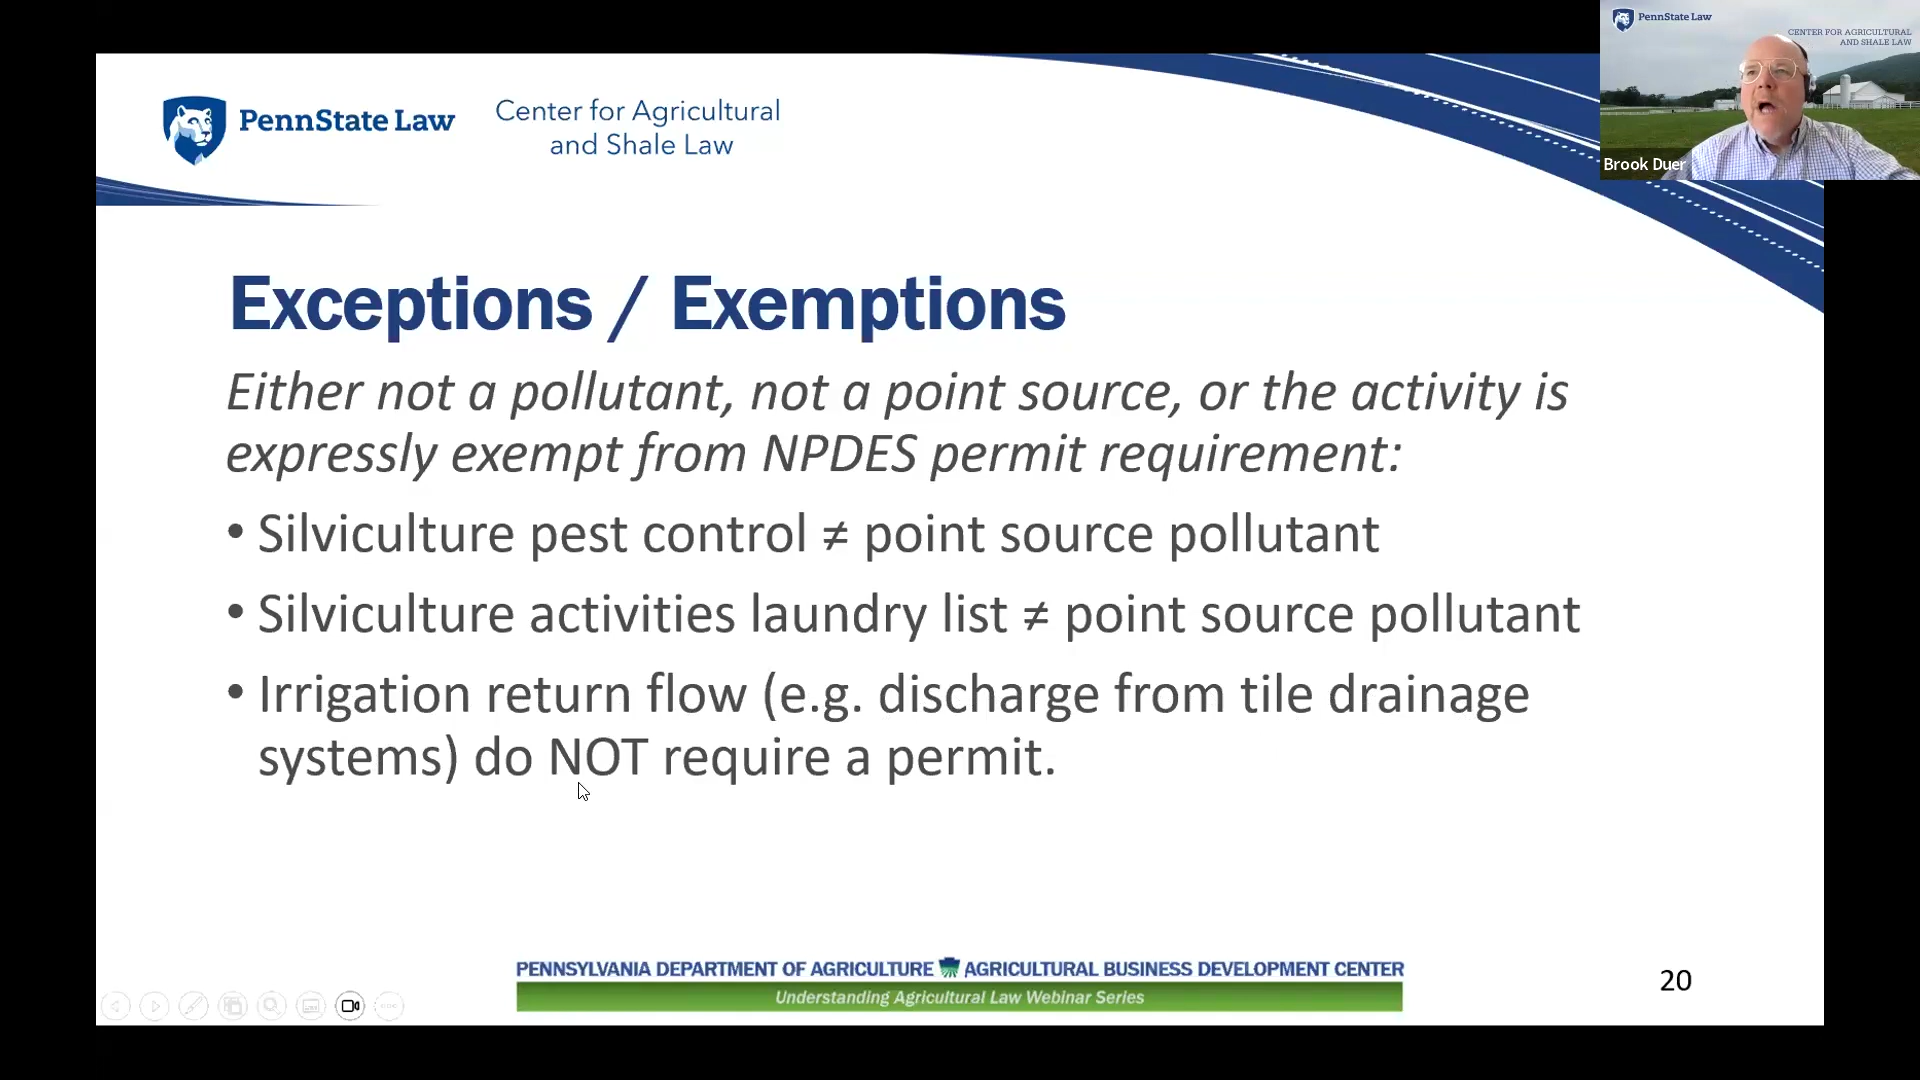 PennState Law
Center for Agricultural
and Shale Law
PennState Law
CENTER FOR AGRICULTURAL
AND SHALE LAW
Brook Duer
Exceptions / Exemptions
Either not a pollutant, not a point source, or the activity is
expressly exempt from NPDES permit requirement:
• Silviculture pest control ≠ point source pollutant
• Silviculture activities laundry list ≠ point source pollutant
• Irrigation return flow (e.g. discharge from tile drainage
systems) do NOT require a permit.
PENNSYLVANIA DEPARTMENT OF AGRICULTURE AGRICULTURAL BUSINESS DEVELOPMENT CENTER
Understanding Agricultural Law Webinar Series
20